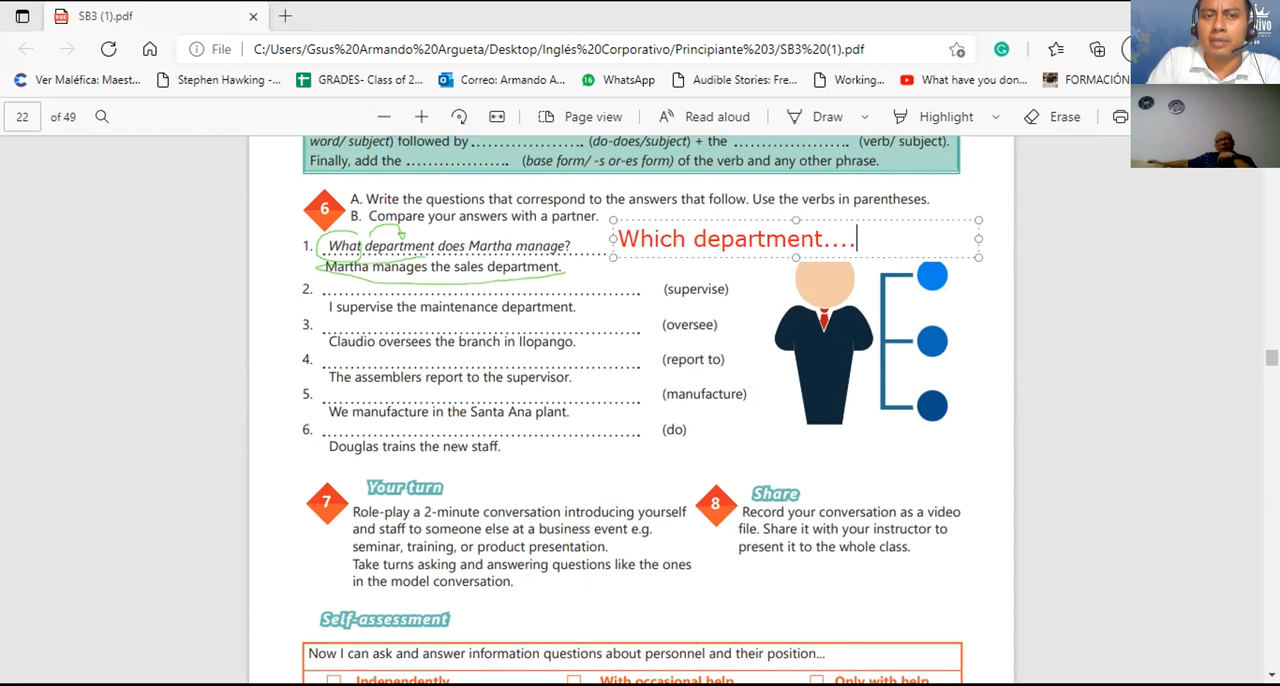 SB3 (1).pdf
File
C:/Users/Gsus%20Armando%20Argueta/Desktop/Inglés%20Corporativo/Principiante%203/SB3%20(1).pdf
Ver Maléfica: Maest...
Stephen Hawking -...
GRADES- Class of 2...
Correo: Armando A...
WhatsApp
Audible Stories: Fre...
Working...
What have you don...
FORMACIÓN
22
of 49
Page view
Read aloud
Draw
Highlight
Erase
word/ subject) followed by........................ (do-does/subject) + the ........................ (verb/ subject).
Finally, add the ..................... (base form/ -s or-es form) of the verb and any other phrase.
6
A. Write the questions that correspond to the answers that follow. Use the verbs in parentheses.
B. Compare your answers with a partner.
1. What department does Martha manage?
Which department....
Martha manages the sales department.
2. (supervise)
I supervise the maintenance department.
3. (oversee)
Claudio oversees the branch in Ilopango.
4. (report to)
The assemblers report to the supervisor.
5. (manufacture)
We manufacture in the Santa Ana plant.
6. (do)
Douglas trains the new staff.
7
Your turn
Role-play a 2-minute conversation introducing yourself
and staff to someone else at a business event e.g.
seminar, training, or product presentation.
Take turns asking and answering questions like the ones
in the model conversation.
8
Share
Record your conversation as a video
file. Share it with your instructor to
present it to the whole class.
Self-assessment
Now I can ask and answer information questions about personnel and their position...
Independently
With occasional help
Only with help